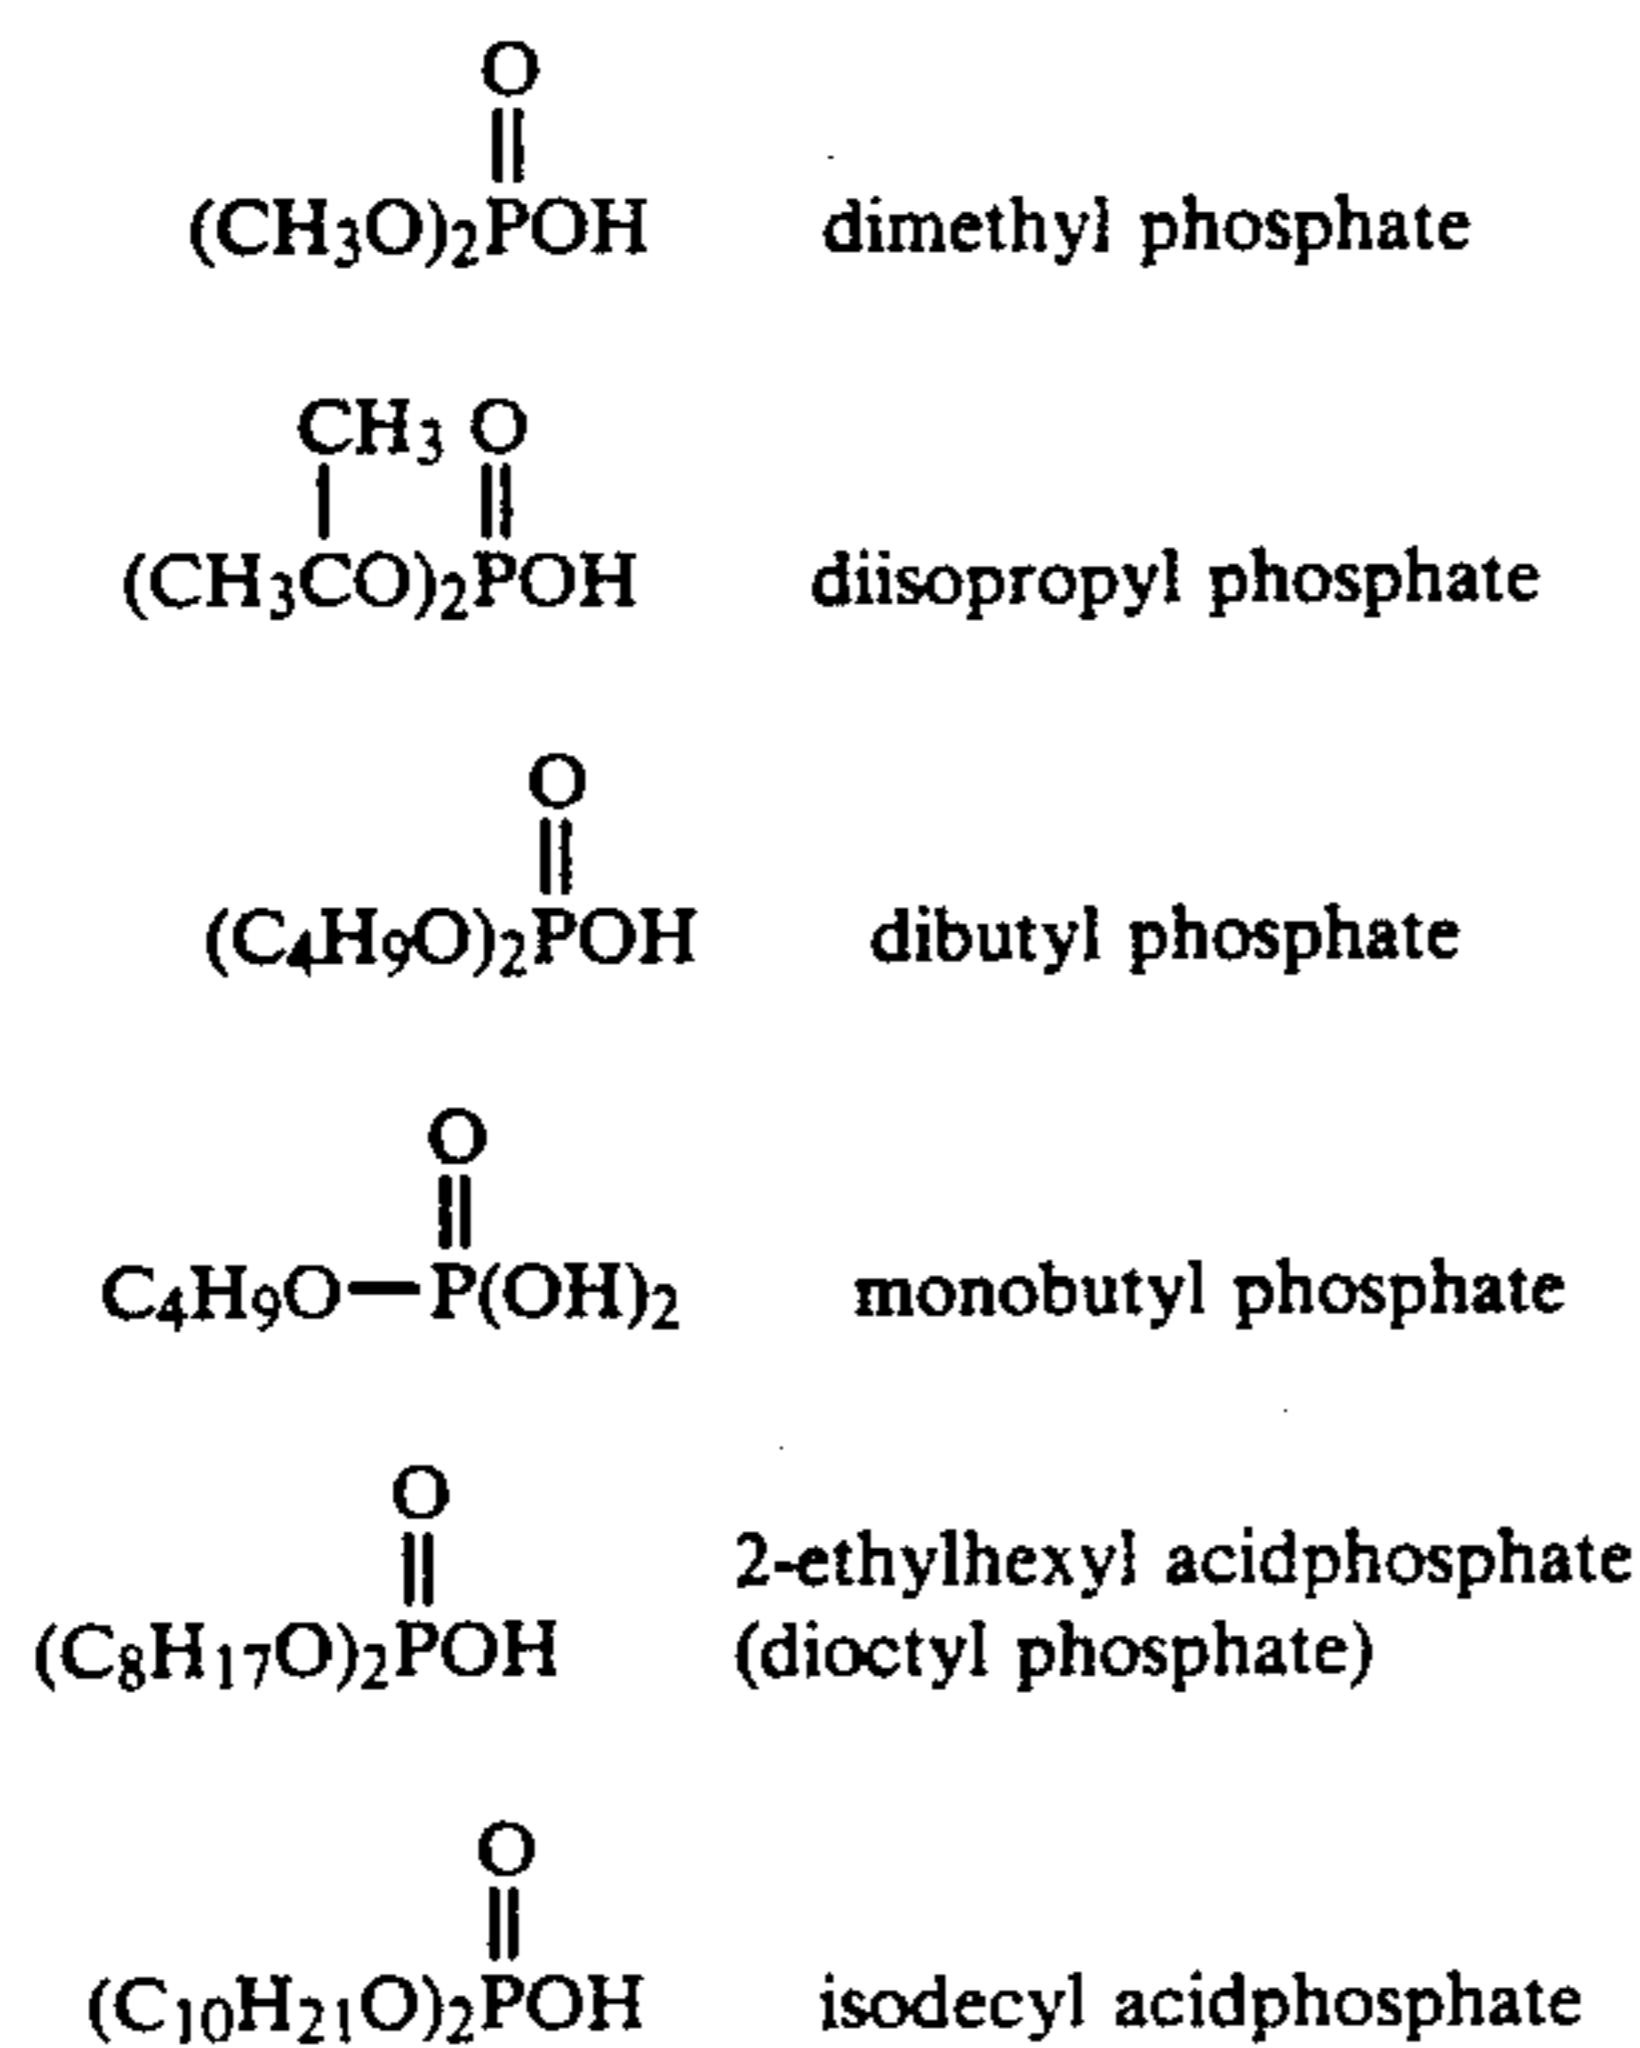 O
||
(CH₃O)₂POH dimethyl phosphate
CH₃ O
| ||
(CH₃CO)₂POH diisopropyl phosphate
O
||
(C₄H₉O)₂POH dibutyl phosphate
O
||
C₄H₉O—P(OH)₂ monobutyl phosphate
O
||
2-ethylhexyl acidphosphate
(C₈H₁₇O)₂POH (dioctyl phosphate)
O
||
(C₁₀H₂₁O)₂POH isodecyl acidphosphate